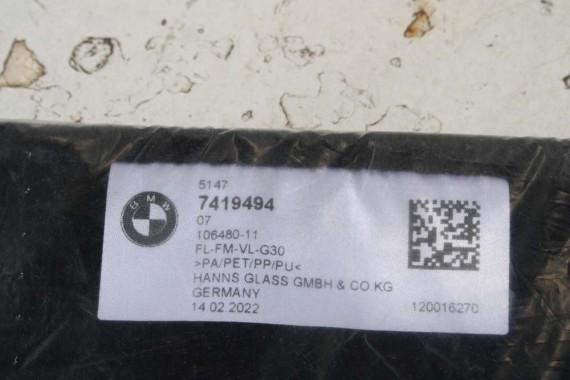 BMW
5147
7419494
07
106480-11
FL-FM-VL-G30
>PA/PET/PP/PU<
HANNS GLASS GMBH & CO.KG
GERMANY
14.02.2022
120016270